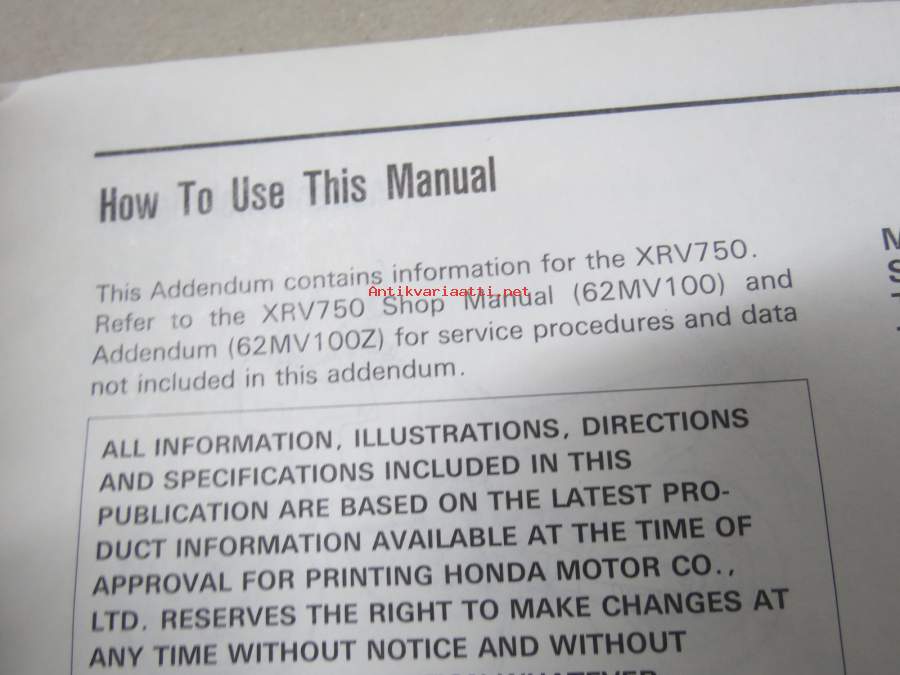 How To Use This Manual
This Addendum contains information for the XRV750.
Antikvariaatti.net
Refer to the XRV750 Shop Manual (62MV100) and
Addendum (62MV100Z) for service procedures and data
not included in this addendum.
ALL INFORMATION, ILLUSTRATIONS, DIRECTIONS
AND SPECIFICATIONS INCLUDED IN THIS
PUBLICATION ARE BASED ON THE LATEST PRO-
DUCT INFORMATION AVAILABLE AT THE TIME OF
APPROVAL FOR PRINTING HONDA MOTOR CO.,
LTD. RESERVES THE RIGHT TO MAKE CHANGES AT
ANY TIME WITHOUT NOTICE AND WITHOUT
WHATEVER